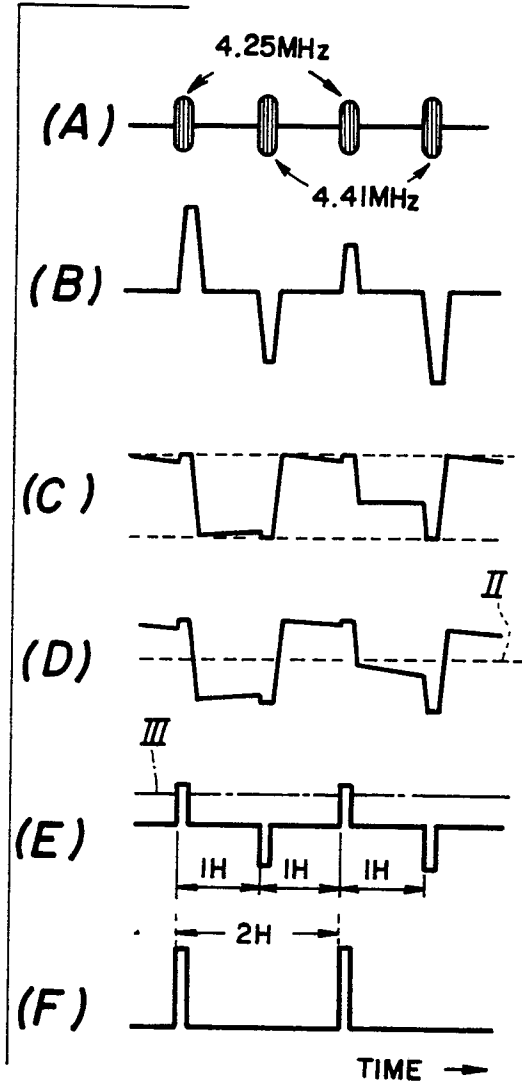 4.25MHz
(A)
4.41MHz
(B)
(C)
II
(D)
III
(E)
1H 1H 1H
2H
(F)
TIME